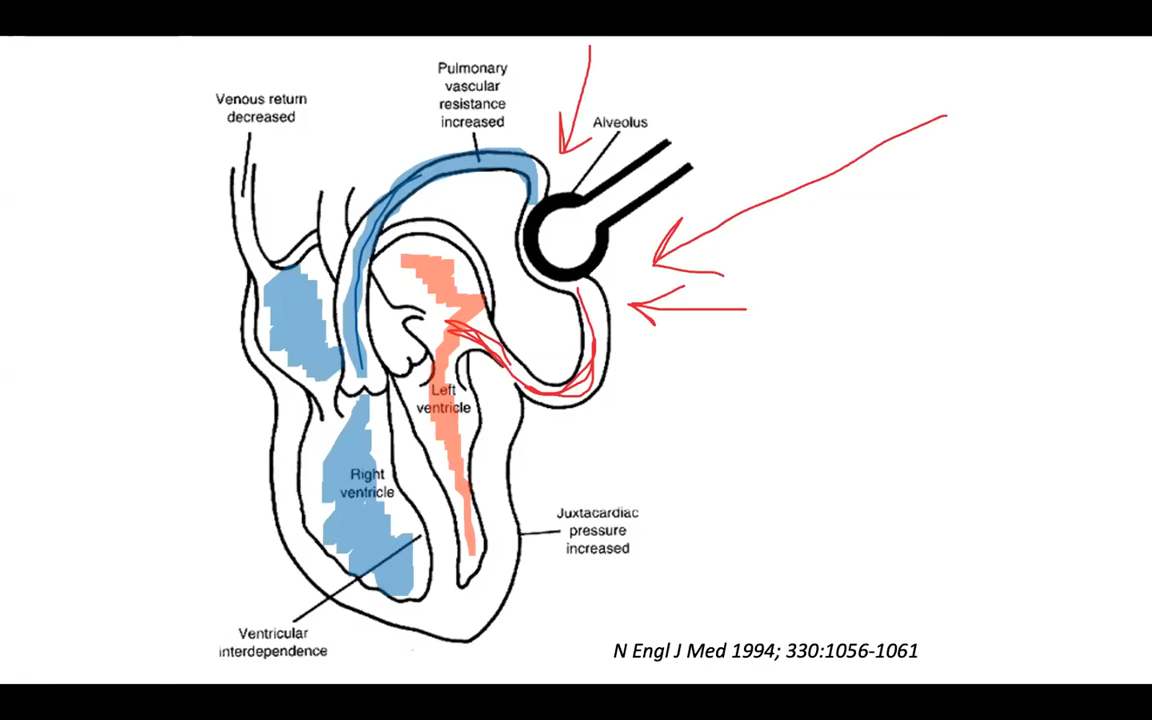 Pulmonary
vascular
resistance
increased
Venous return
decreased
Alveolus
Left
ventricle
Right
ventricle
Juxtacardiac
pressure
increased
Ventricular
interdependence
N Engl J Med 1994; 330:1056-1061